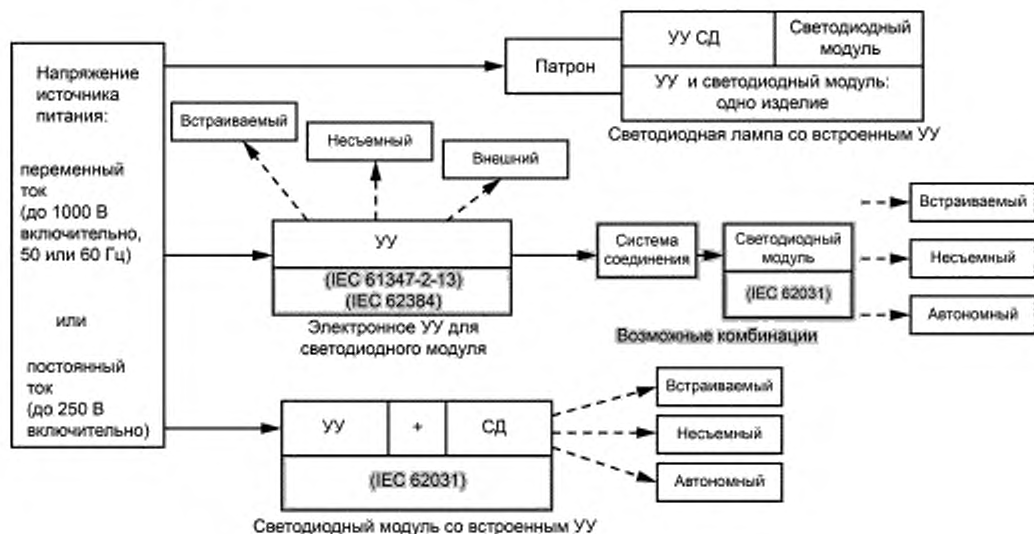 Напряжение
источника
питания:
переменный
ток
(до 1000 В
включительно,
50 или 60 Гц)
или
постоянный
ток
(до 250 В
включительно)
Патрон
УУ СД
Светодиодный
модуль
УУ и светодиодный модуль:
одно изделие
Светодиодная лампа со встроенным УУ
Встраиваемый
Несъемный
Внешний
УУ
(IEC 61347-2-13)
(IEC 62384)
Электронное УУ для
светодиодного модуля
Система
соединения
Светодиодный
модуль
(IEC 62031)
Возможные комбинации
Встраиваемый
Несъемный
Автономный
УУ
+
СД
(IEC 62031)
Светодиодный модуль со встроенным УУ
Встраиваемый
Несъемный
Автономный